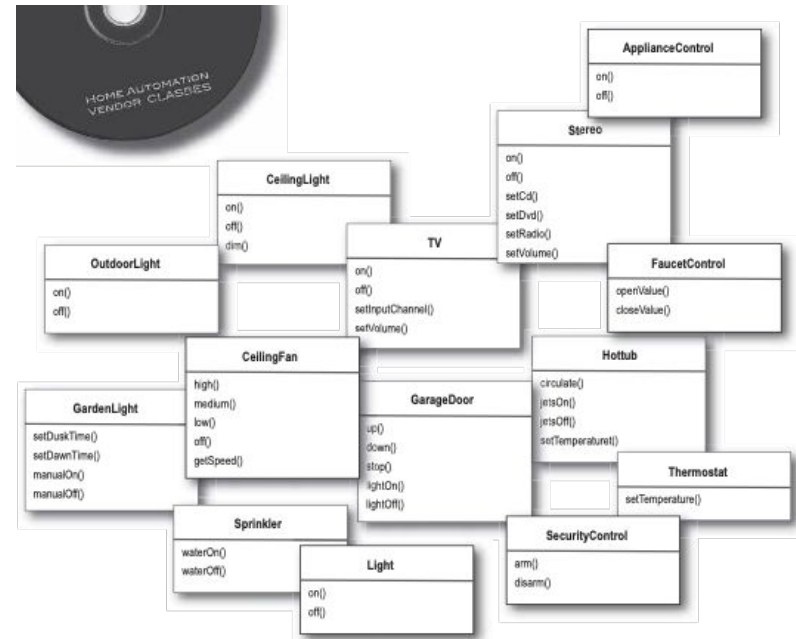 HOME AUTOMATION
VENDOR CLASSES
ApplianceControl
on()
off()
Stereo
on()
off()
setCd()
setDvd()
setRadio()
setVolume()
CeilingLight
on()
off()
dim()
TV
on()
off()
setInputChannel()
setVolume()
OutdoorLight
on()
off()
FaucetControl
openValue()
closeValue()
CeilingFan
high()
medium()
low()
off()
getSpeed()
Hottub
circulate()
jetsOn()
jetsOff()
setTemperature()
GardenLight
setDuskTime()
setDawnTime()
manualOn()
manualOff()
GarageDoor
up()
down()
stop()
lightOn()
lightOff()
Thermostat
setTemperature()
Sprinkler
waterOn()
waterOff()
SecurityControl
arm()
disarm()
Light
on()
off()